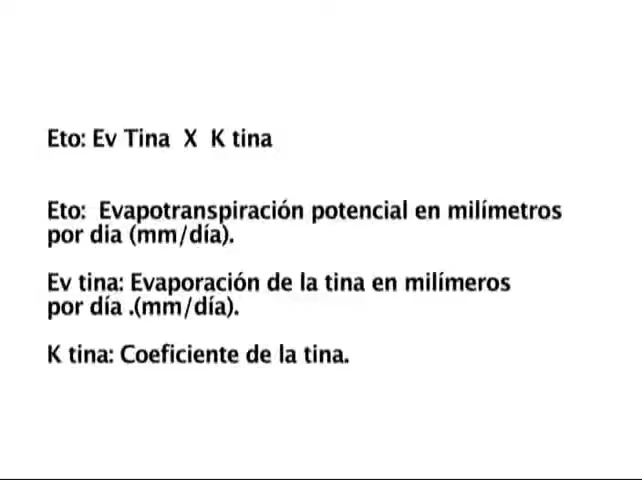 Eto: Ev Tina X K tina
Eto: Evapotranspiración potencial en milímetros
por dia (mm/día).
Ev tina: Evaporación de la tina en milímeros
por día .(mm/día).
K tina: Coeficiente de la tina.